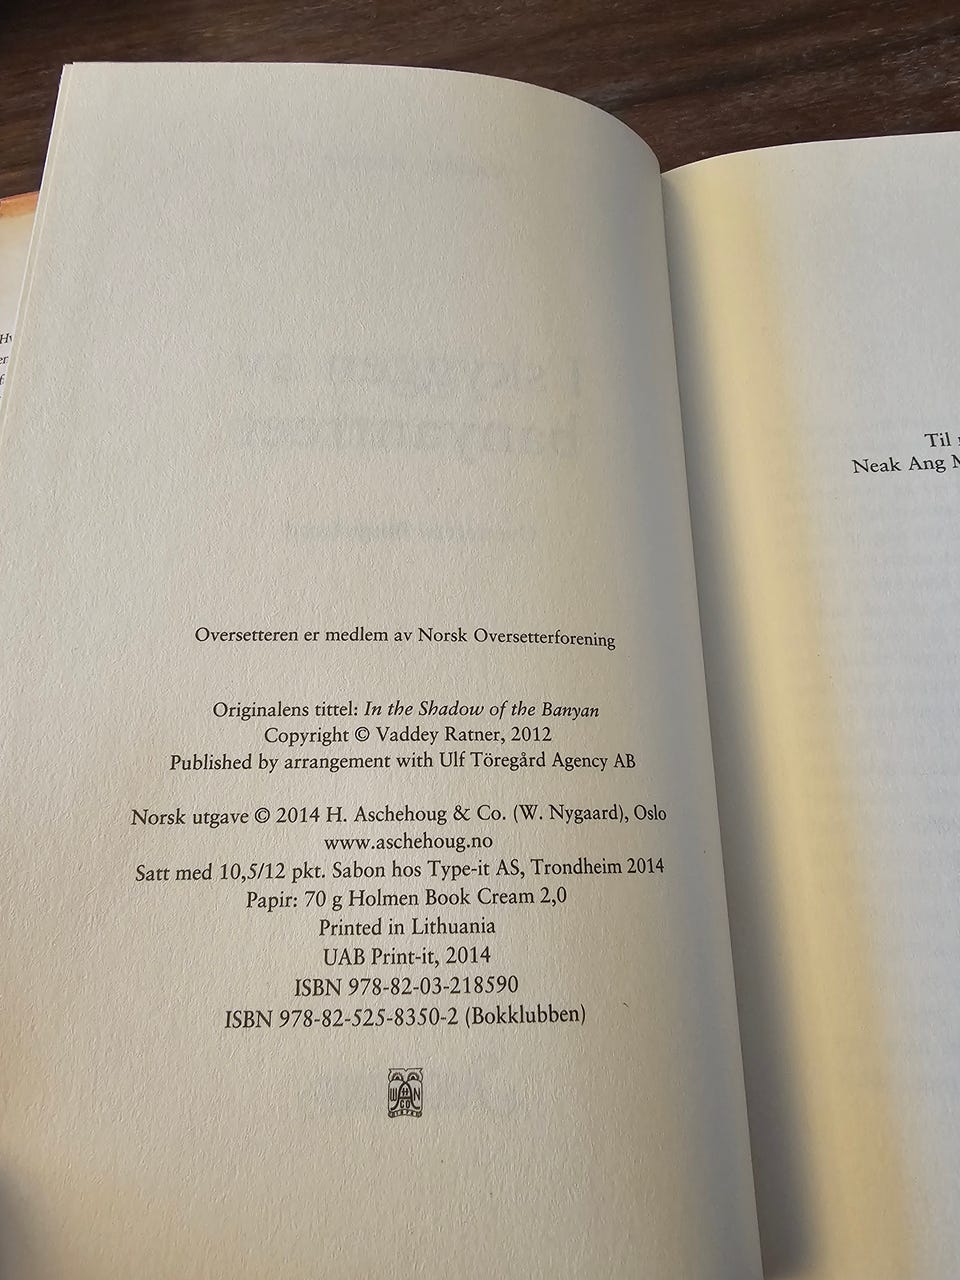 Oversetteren er medlem av Norsk Oversetterforening
Originalens tittel: In the Shadow of the Banyan
Copyright © Vaddey Ratner, 2012
Published by arrangement with Ulf Töregård Agency AB
Norsk utgave © 2014 H. Aschehoug & Co. (W. Nygaard), Oslo
www.aschehoug.no
Satt med 10,5/12 pkt. Sabon hos Type-it AS, Trondheim 2014
Papir: 70 g Holmen Book Cream 2,0
Printed in Lithuania
UAB Print-it, 2014
ISBN 978-82-03-218590
ISBN 978-82-525-8350-2 (Bokklubben)
Til
Neak Ang